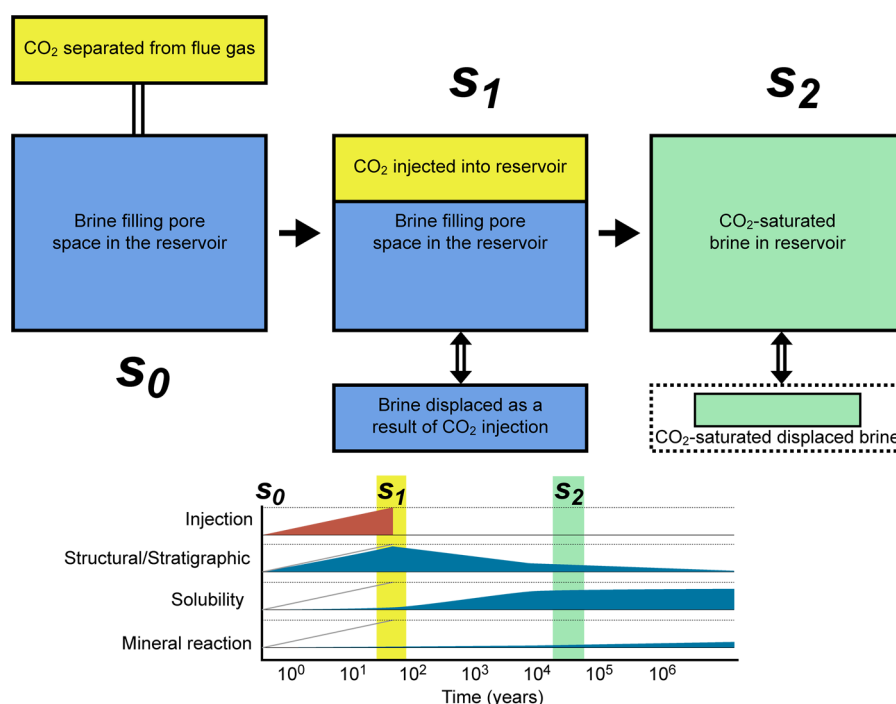 CO₂ separated from flue gas
s₁
s₂
Brine filling pore
space in the reservoir
CO₂ injected into reservoir
Brine filling pore
space in the reservoir
CO₂-saturated
brine in reservoir
s₀
Brine displaced as a
result of CO₂ injection
CO₂-saturated displaced brine
s₀
s₁
s₂
Injection
Structural/Stratigraphic
Solubility
Mineral reaction
10⁰ 10¹ 10² 10³ 10⁴ 10⁵ 10⁶
Time (years)